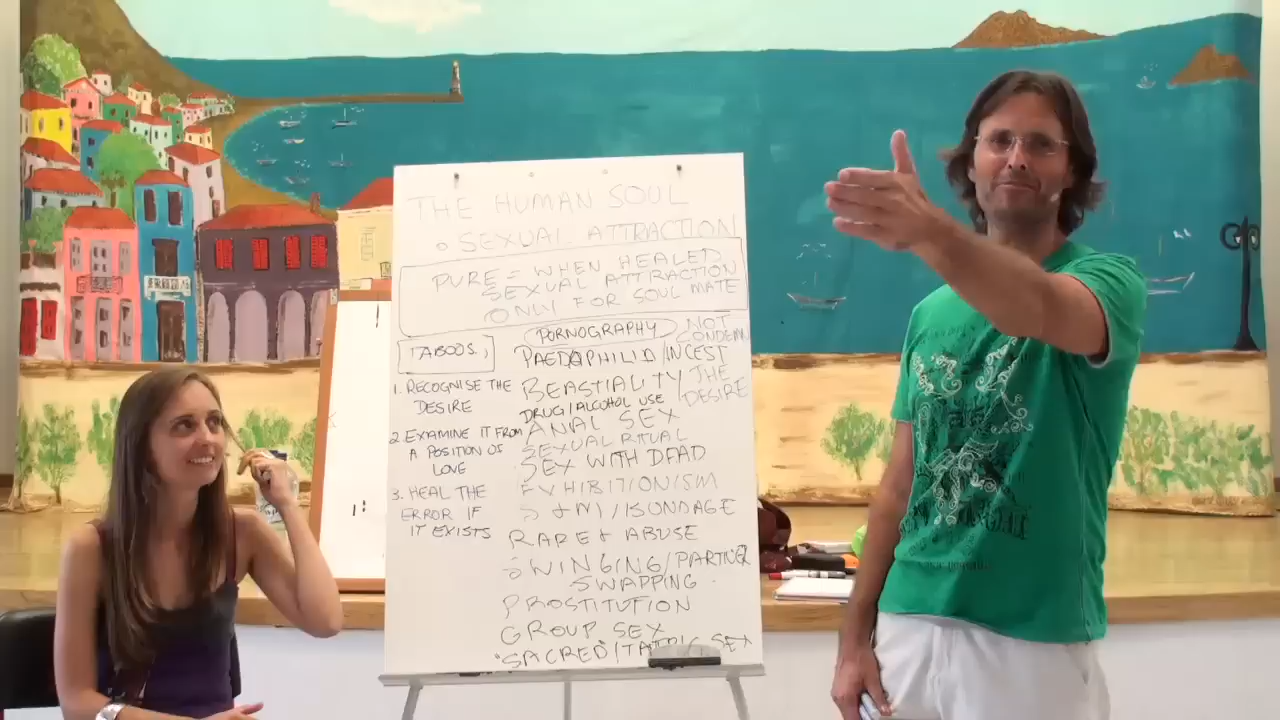 THE HUMAN SOUL
o SEXUAL ATTRACTION
PURE = WHEN HEALED
SEXUAL ATTRACTION
ONLY FOR SOUL MATE
TABOOS,
1. RECOGNISE THE
DESIRE
2 EXAMINE IT FROM
A POSITION OF
LOVE
3. HEAL THE
ERROR IF
IT EXISTS
PORNOGRAPHY
PAEDAPHILIA/INCEST
BEASTIALITY
DRUG/ALCOHOL USE
ANAL SEX
SEXUAL RITUAL
SEX WITH DEAD
EXHIBITIONISM
S & M/BONDAGE
RAPE & ABUSE
SWINGING/PARTNER
SWAPPING
PROSTITUTION
GROUP SEX
"SACRED"/TANTRIC SEX
NOT
CONDEMN
THE
DESIRE